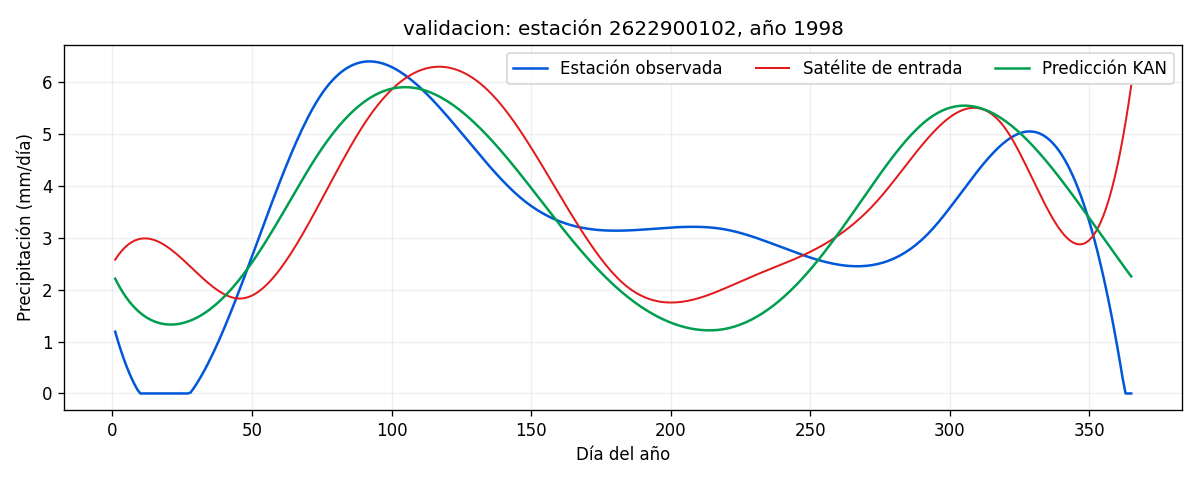 validacion: estación 2622900102, año 1998
Estación observada Satélite de entrada Predicción KAN
Precipitación (mm/día)
6
5
4
3
2
1
0
0 50 100 150 200 250 300 350
Día del año